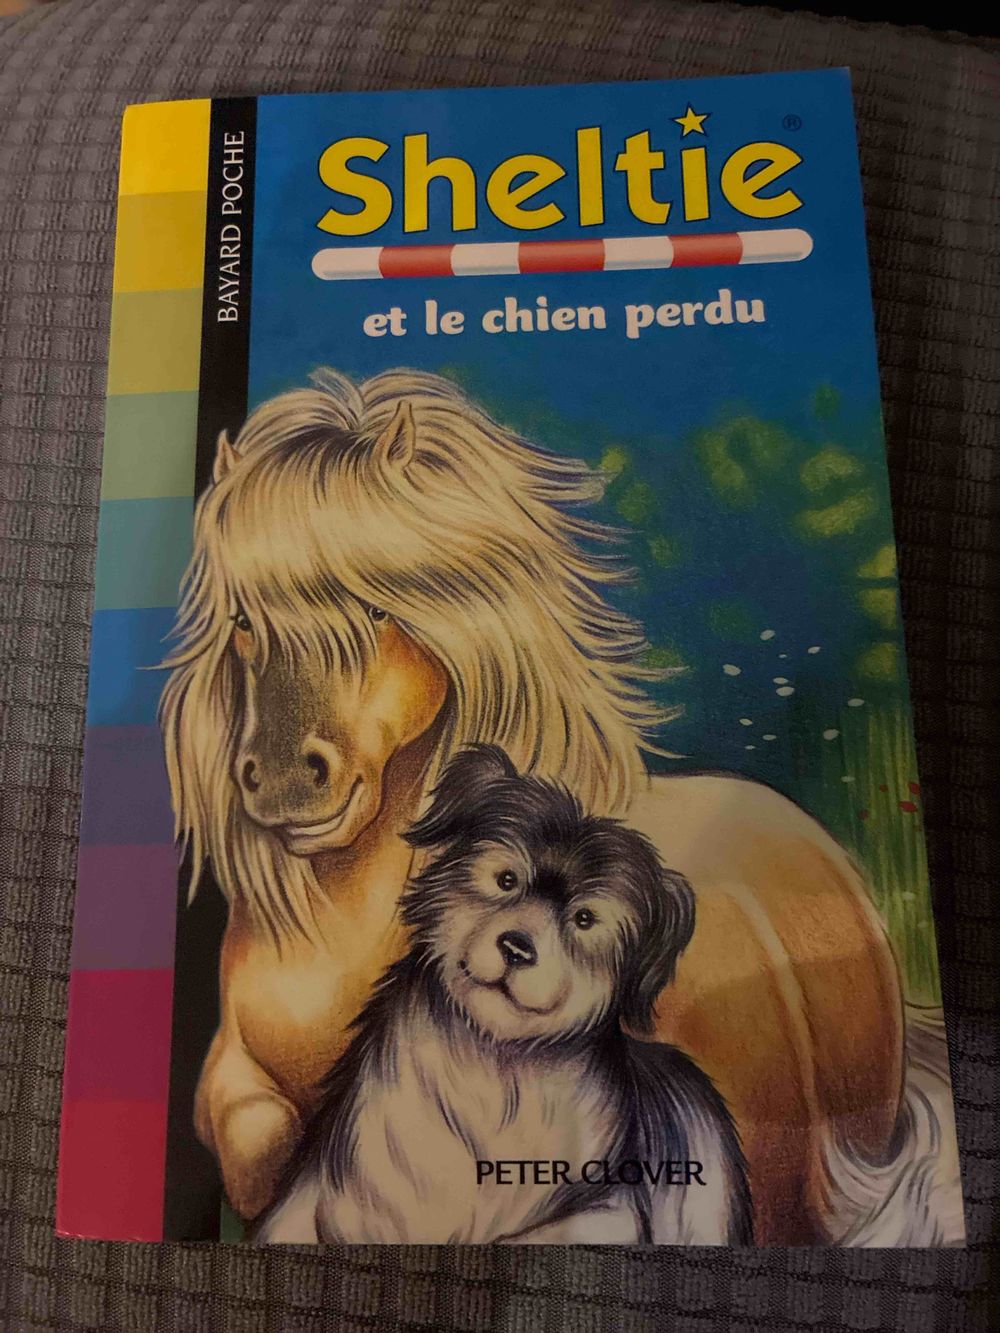 BAYARD POCHE
Sheltie®
et le chien perdu
PETER CLOVER